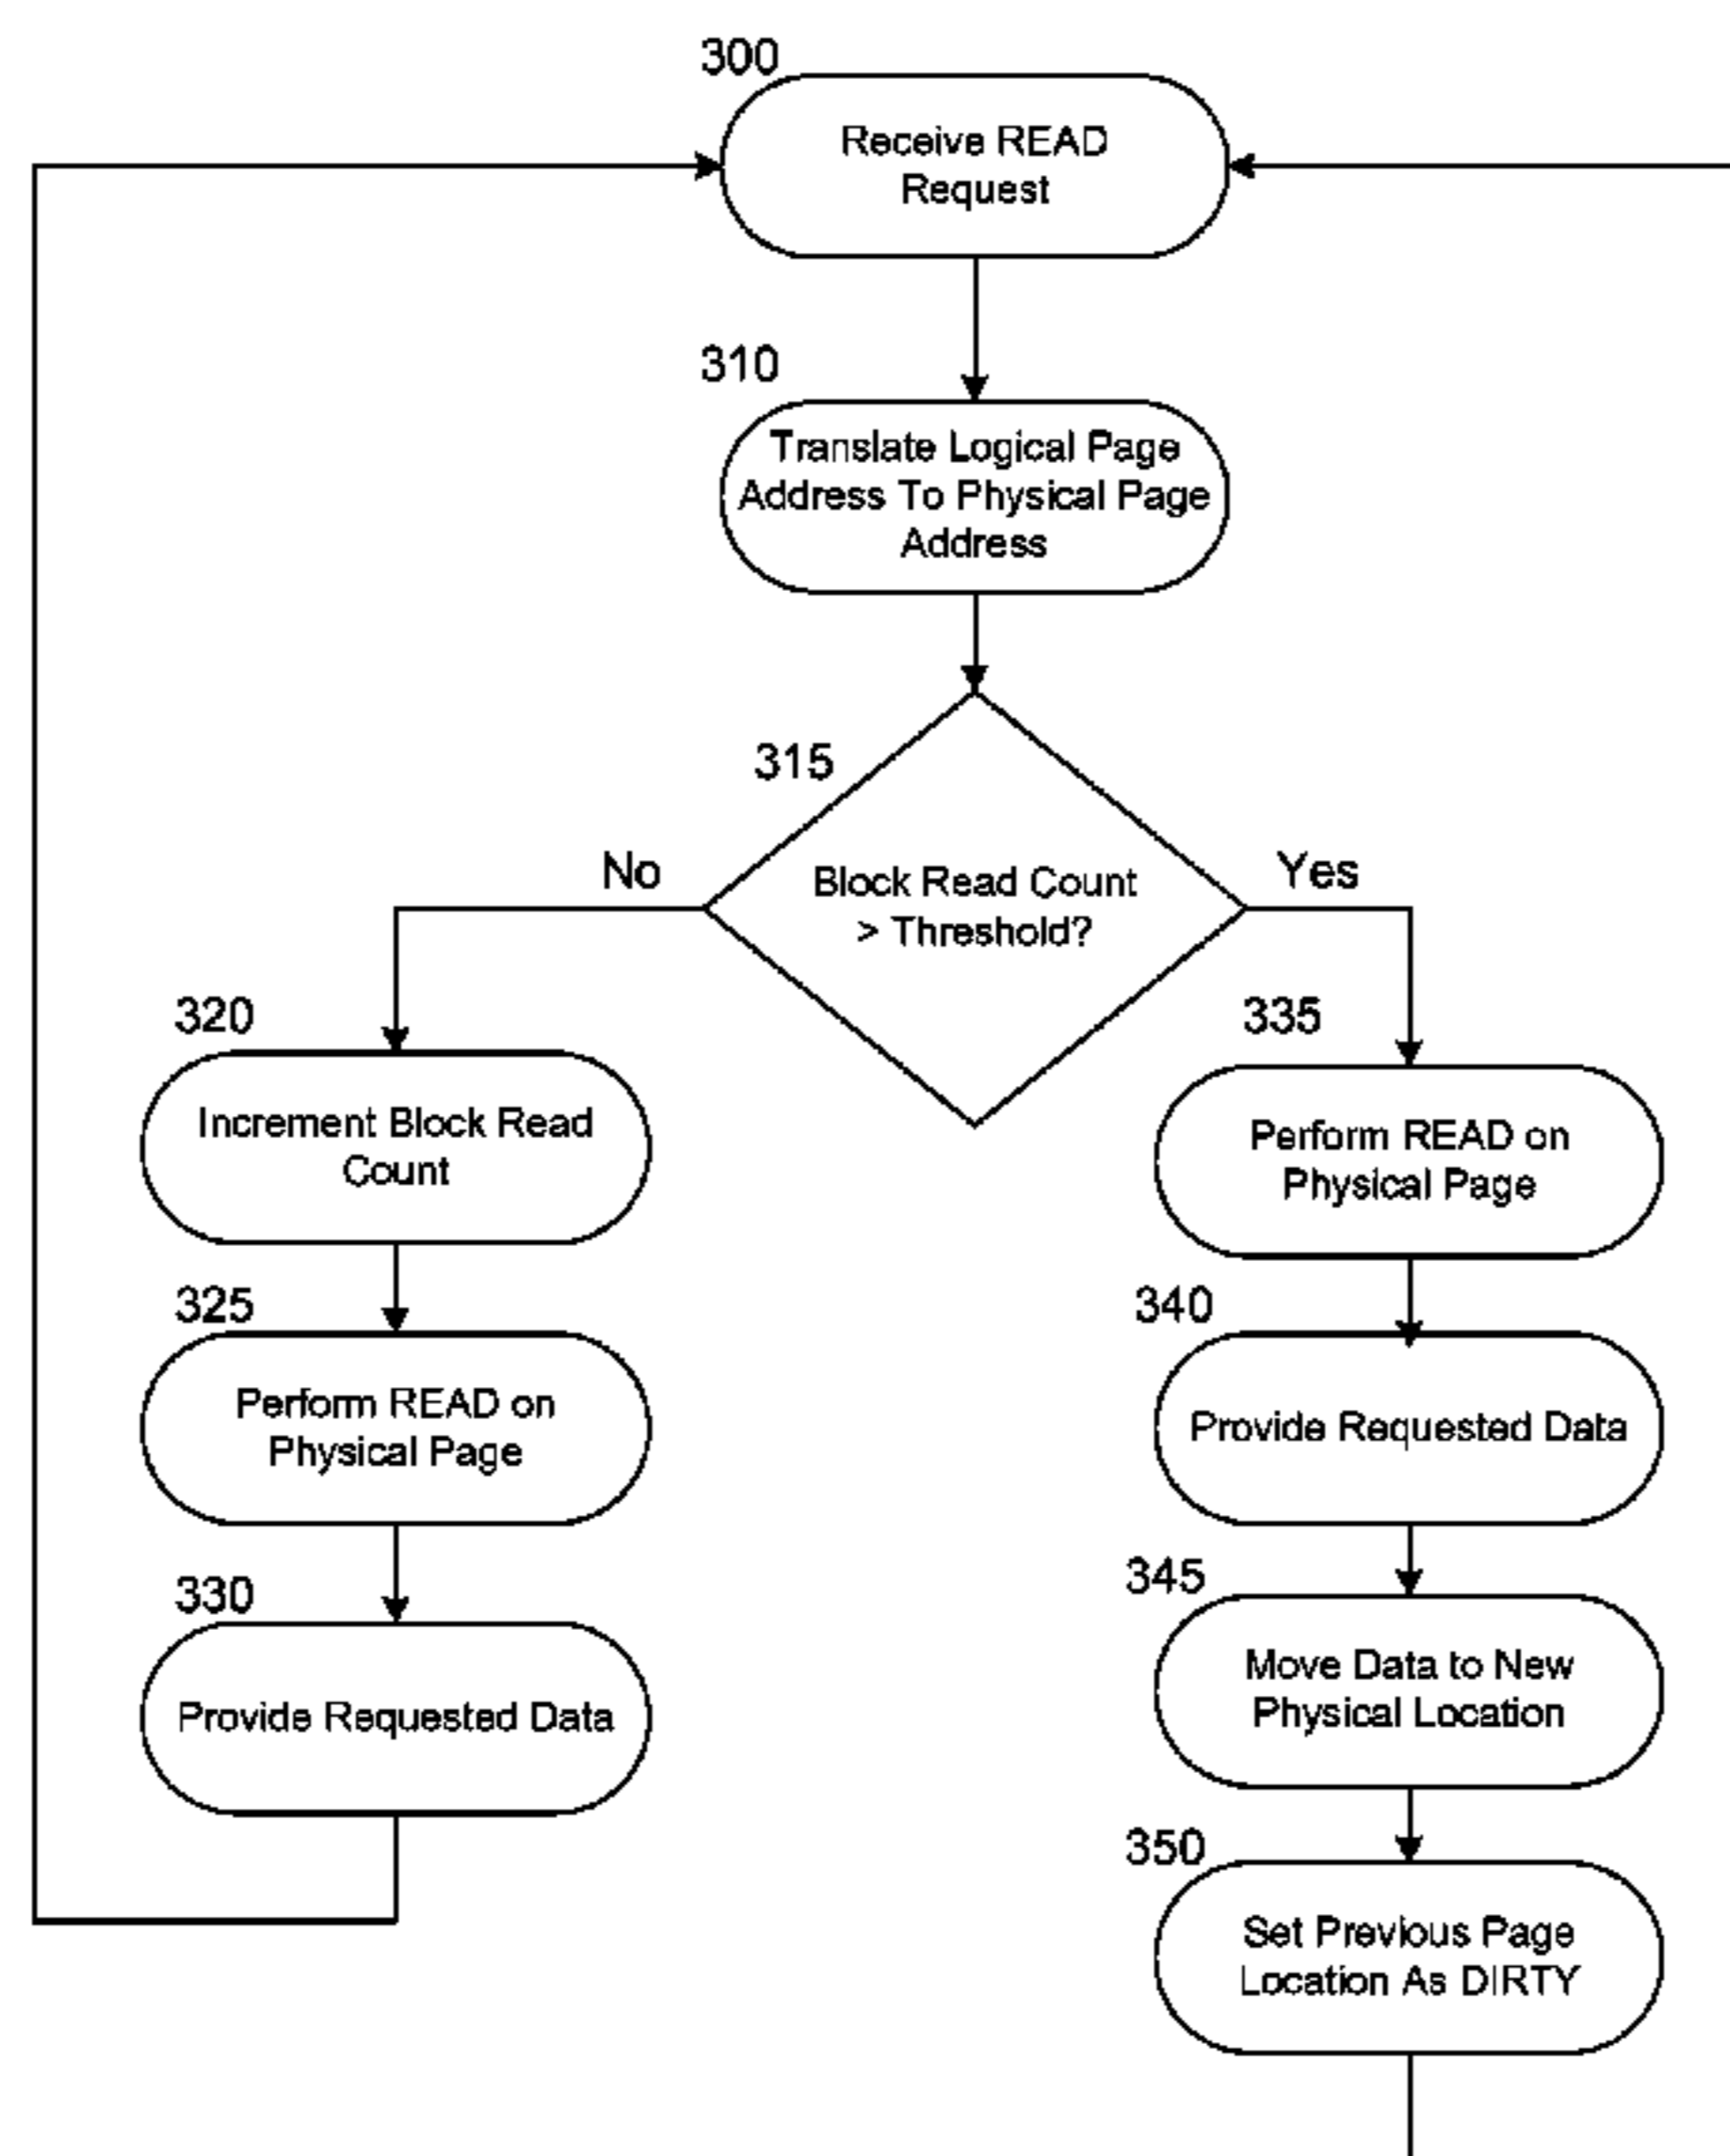 300
Receive READ
Request
310
Translate Logical Page
Address To Physical Page
Address
315
Block Read Count
> Threshold?
No
Yes
320
Increment Block Read
Count
325
Perform READ on
Physical Page
330
Provide Requested Data
335
Perform READ on
Physical Page
340
Provide Requested Data
345
Move Data to New
Physical Location
350
Set Previous Page
Location As DIRTY